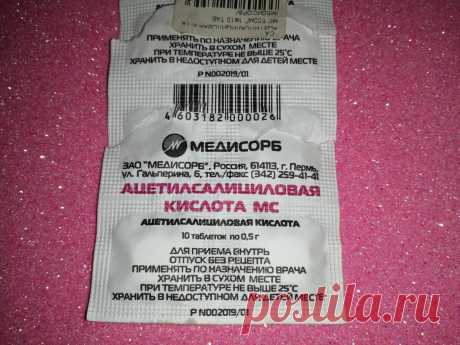 ПРИМЕНЯТЬ ПО НАЗНАЧЕНИЮ ВРАЧА
ХРАНИТЬ В СУХОМ МЕСТЕ
ПРИ ТЕМПЕРАТУРЕ НЕ ВЫШЕ 25°С
ХРАНИТЬ В НЕДОСТУПНОМ ДЛЯ ДЕТЕЙ МЕСТЕ
P N002019/01
4 603182 000026
МЕДИСОРБ
ЗАО "МЕДИСОРБ", Россия, 614113, г. Пермь,
ул. Гальперина, 6, тел./факс (342) 259-41-41
АЦЕТИЛСАЛИЦИЛОВАЯ
КИСЛОТА МС
АЦЕТИЛСАЛИЦИЛОВАЯ КИСЛОТА
10 таблеток по 0,5 г
ДЛЯ ПРИЕМА ВНУТРЬ
ОТПУСК БЕЗ РЕЦЕПТА
ПРИМЕНЯТЬ ПО НАЗНАЧЕНИЮ ВРАЧА
ХРАНИТЬ В СУХОМ МЕСТЕ
ПРИ ТЕМПЕРАТУРЕ НЕ ВЫШЕ 25°С
ХРАНИТЬ В НЕДОСТУПНОМ ДЛЯ ДЕТЕЙ МЕСТЕ
P N002019/01
postila.ru